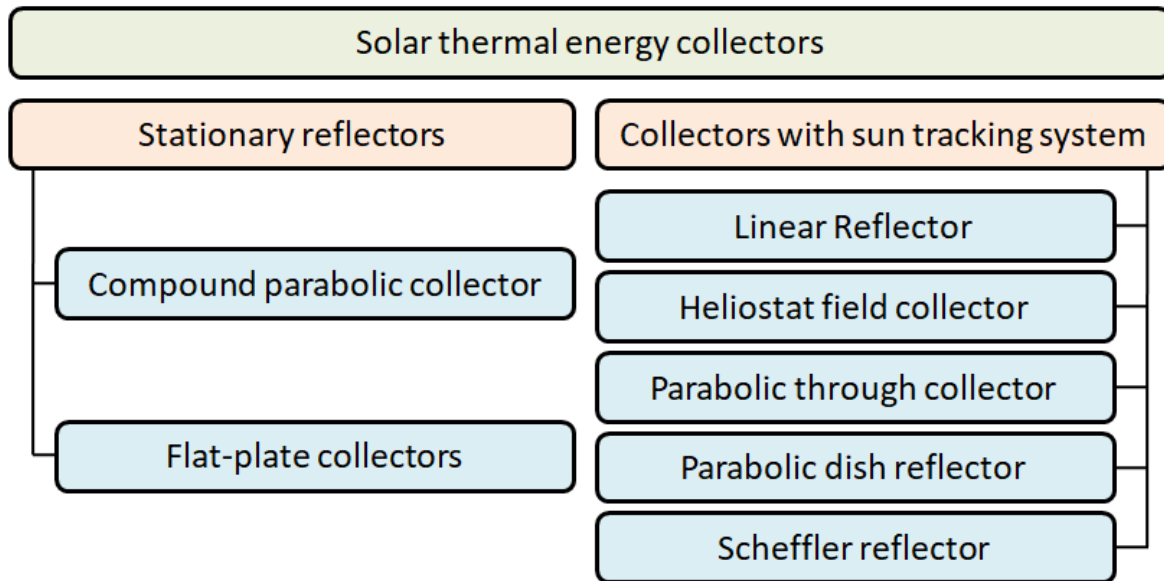 Solar thermal energy collectors
Stationary reflectors
Compound parabolic collector
Flat-plate collectors
Collectors with sun tracking system
Linear Reflector
Heliostat field collector
Parabolic through collector
Parabolic dish reflector
Scheffler reflector